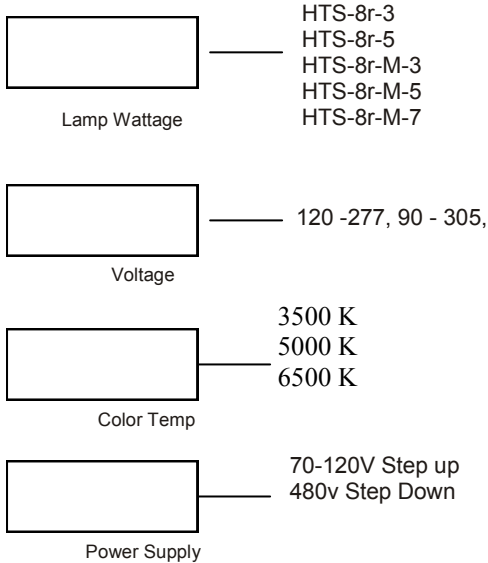 HTS-8r-3
HTS-8r-5
HTS-8r-M-3
HTS-8r-M-5
HTS-8r-M-7
Lamp Wattage
120 -277, 90 - 305,
Voltage
3500 K
5000 K
6500 K
Color Temp
70-120V Step up
480v Step Down
Power Supply